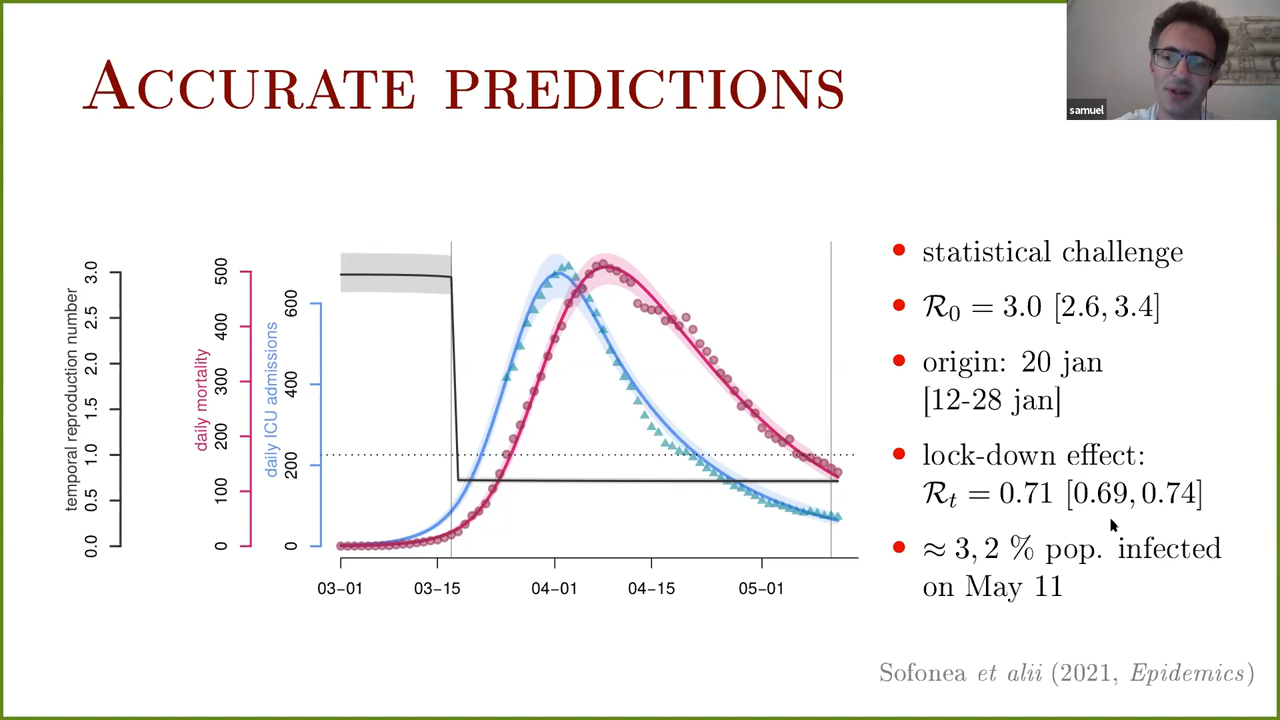 ACCURATE PREDICTIONS
samuel
temporal reproduction number
0.0 0.5 1.0 1.5 2.0 2.5 3.0
daily mortality
0 100 200 300 400 500
daily ICU admissions
0 200 400 600
03−01 03−15 04−01 04−15 05−01
• statistical challenge
• R₀ = 3.0 [2.6, 3.4]
• origin: 20 jan
[12-28 jan]
• lock-down effect:
Rₜ = 0.71 [0.69, 0.74]
• ≈ 3, 2 % pop. infected
on May 11
Sofonea et alii (2021, Epidemics)